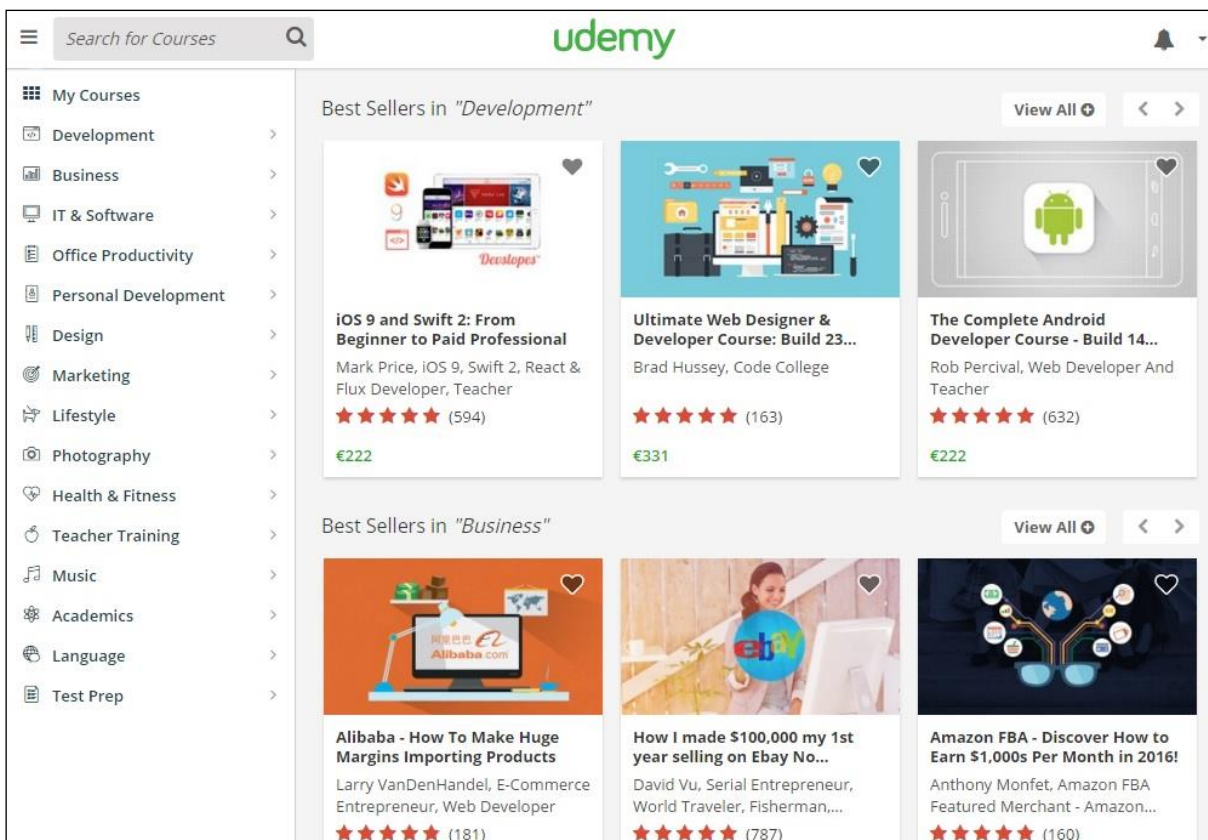 Search for Courses
udemy
My Courses
Development
Business
IT & Software
Office Productivity
Personal Development
Design
Marketing
Lifestyle
Photography
Health & Fitness
Teacher Training
Music
Academics
Language
Test Prep
Best Sellers in "Development"
View All
9
Devslopes
iOS 9 and Swift 2: From
Beginner to Paid Professional
Mark Price, iOS 9, Swift 2, React &
Flux Developer, Teacher
(594)
€222
Ultimate Web Designer &
Developer Course: Build 23...
Brad Hussey, Code College
(163)
€331
The Complete Android
Developer Course - Build 14...
Rob Percival, Web Developer And
Teacher
(632)
€222
Best Sellers in "Business"
View All
阿里巴巴
Alibaba.com
Alibaba - How To Make Huge
Margins Importing Products
Larry VanDenHandel, E-Commerce
Entrepreneur, Web Developer
(181)
ebay
How I made $100,000 my 1st
year selling on Ebay No...
David Vu, Serial Entrepreneur,
World Traveler, Fisherman,...
(787)
Amazon FBA - Discover How to
Earn $1,000s Per Month in 2016!
Anthony Monfet, Amazon FBA
Featured Merchant - Amazon...
(160)